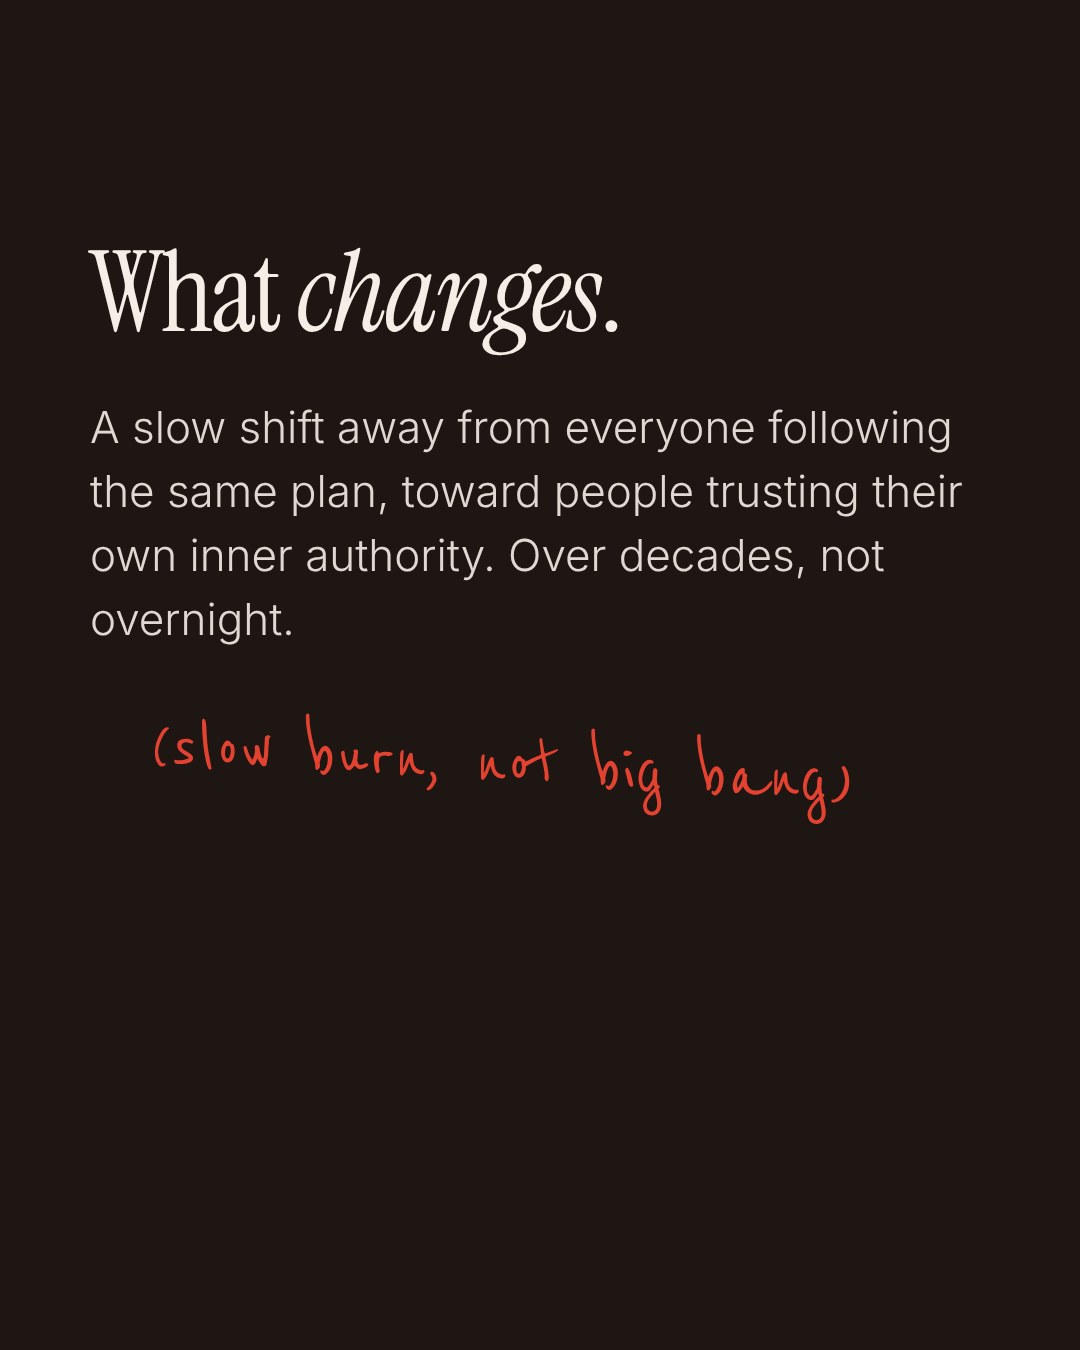 What changes.
A slow shift away from everyone following
the same plan, toward people trusting their
own inner authority. Over decades, not
overnight.
(slow burn, not big bang)